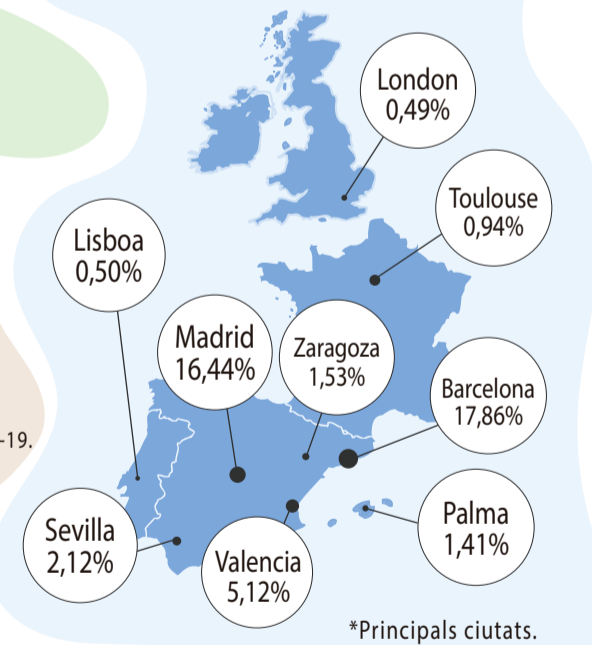 London
0,49%
Toulouse
0,94%
Lisboa
0,50%
Madrid
16,44%
Zaragoza
1,53%
Barcelona
17,86%
-19.
Sevilla
2,12%
Valencia
5,12%
Palma
1,41%
*Principals ciutats.